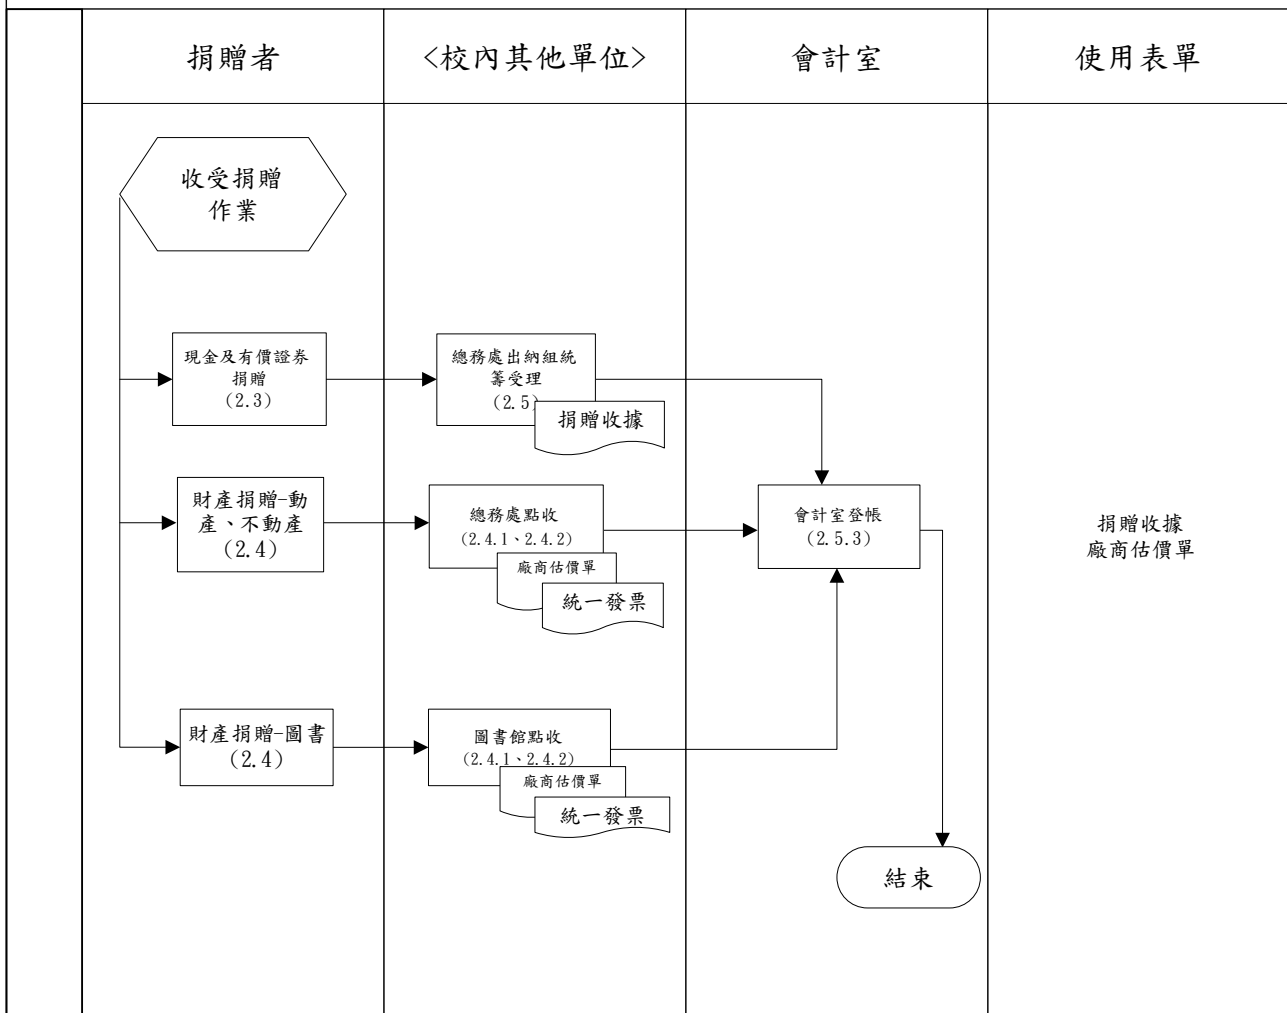 捐贈者
<校內其他單位>
會計室
使用表單
收受捐贈
作業
現金及有價證券
捐贈
(2.3)
總務處出納組統
籌受理
(2.5)
捐贈收據
財產捐贈-動
產、不動產
(2.4)
總務處點收
(2.4.1、2.4.2)
廠商估價單
統一發票
會計室登帳
(2.5.3)
捐贈收據
廠商估價單
財產捐贈-圖書
(2.4)
圖書館點收
(2.4.1、2.4.2)
廠商估價單
統一發票
結束